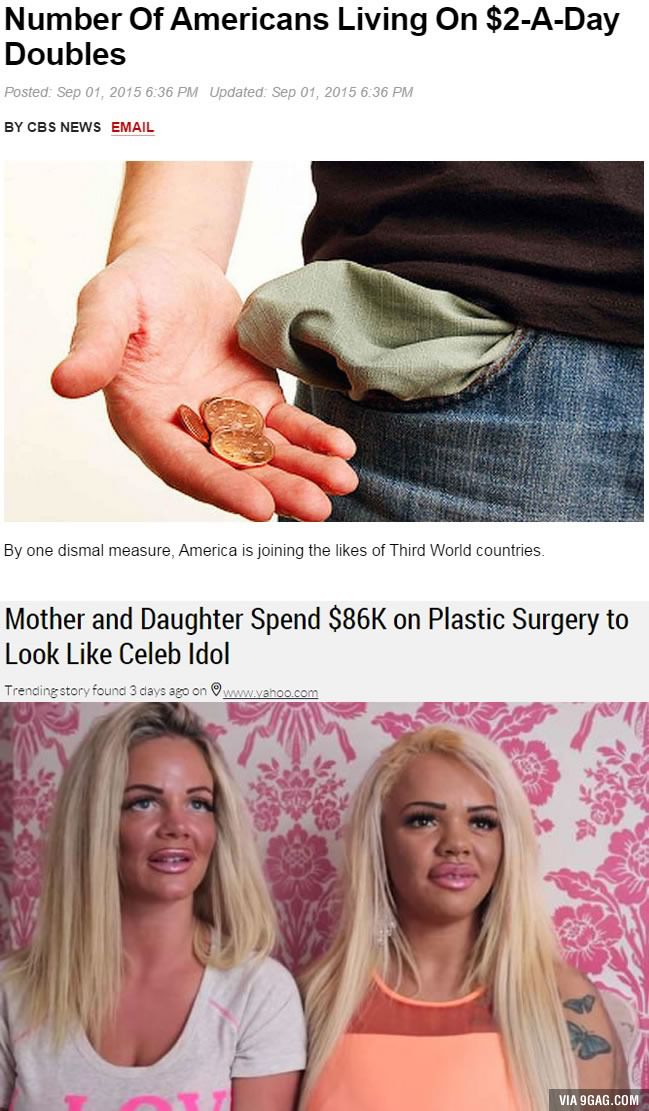 Number Of Americans Living On $2-A-Day
Doubles
Posted: Sep 01, 2015 6:36 PM Updated: Sep 01, 2015 6:36 PM
BY CBS NEWS EMAIL
By one dismal measure, America is joining the likes of Third World countries.
Mother and Daughter Spend $86K on Plastic Surgery to
Look Like Celeb Idol
Trending story found 3 days ago on www.yahoo.com
LOV
VIA 9GAG.COM